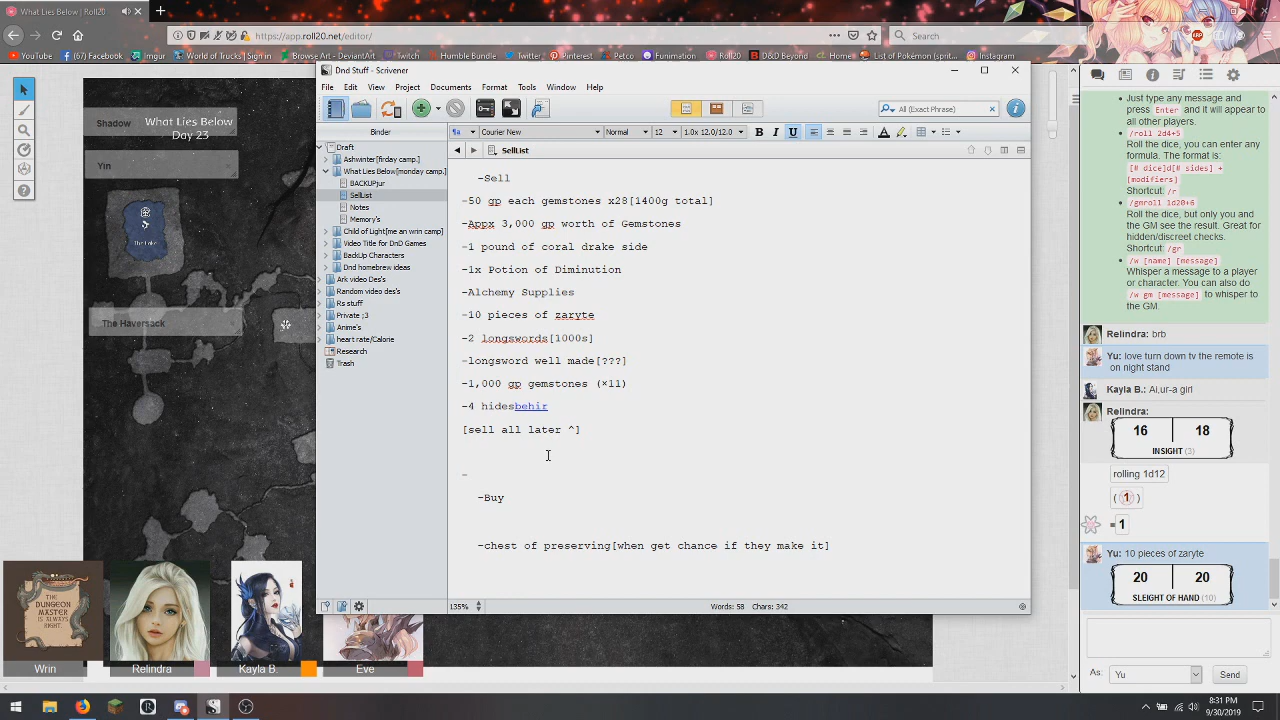 What Lies Below | Roll20
https://app.roll20.net/editor/
Search
YouTube
(2) Facebook
Imgur
World of Trucks | Sign in
Browse Art - DeviantArt
Twitch
Humble Bundle
Twitter
Pinterest
Petco
Funimation
Roll20
D&D Beyond
Home
List of Pokémon (sprit...
Instagram
Shadow
What Lies Below
Day 23
Yin
The Lake
The Haversack
Dnd Stuff - Scrivener
File Edit View Project Documents Format Tools Window Help
All (Exact Phrase)
Binder
Courier New
Normal
12
1.0x 12.0/12.0
B I U
SellList
Draft
Ashwinter[firday camp.]
What Lies Below[monday camp.]
BACKUPjur
SellList
Notes
Memory's
Child of Light[me an wrin camp]
Video Title for DnD Games
BackUp Characters
Dnd homebrew ideas
Ark video Des's
Random video des's
Rs stuff
Private ;3
Anime's
heart rate/Calorie
Research
Trash
-Sell
-50 gp each gemstones x28[1400g total]
-Appx 3,000 gp worth of Gemstones
-1 pound of coral drake side
-1x Potion of Diminution
-Alchemy Supplies
-10 pieces of zaryte
-2 longswords[1000s]
-longsword well made[???]
-1,000 gp gemstones (×11)
-4 hidesbehir
[sell all later ^]
-
-Buy
-chest of preserving[when get chance if they make it]
135%
Words: 58 Chars: 342
Just type any message and
press Enter and it will appear to
all other players.
/roll 2d4+5
Roll the dice, you can enter any
formula. The format is:
[# dice]d[# sides] +
[modifiers]
Shortcut: /r
/gmroll 1d20+6
Roll the dice, but only you and
the GM see the result. Great for
hidden/discreet checks.
Shortcut: /gr
/w [name] [message]
Whisper a message to a player
or character. You can also do
/w gm [message] to whisper to
the GM.
Relindra: brb
Yu: love turn down tv the remote is
on night stand
Kayla B.: Ai,ur-a girl
Relindra:
16 18
INSIGHT (3)
rolling 1d12
(1)
=1
Yu: 10 pieces of zaryte
20 20
SLEIGHT OF HAND (10)
As: Yu
Send
THE
DUNGEON
MASTER
IS ALWAYS
RIGHT.
Wrin
Relindra
Kayla B.
Eve
8:31 PM
9/30/2019